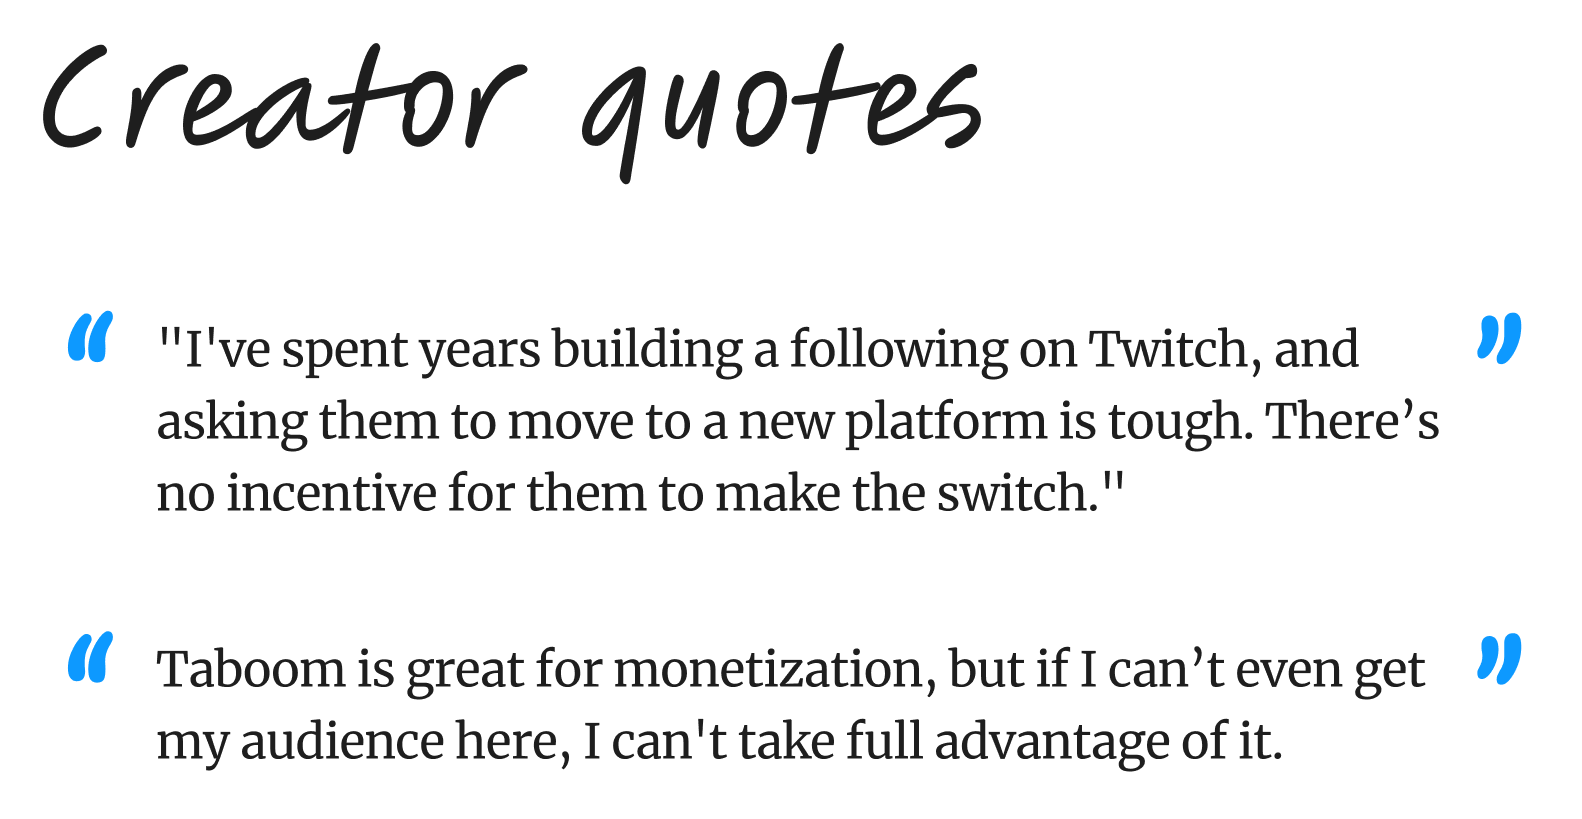 Creator quotes
“ "I've spent years building a following on Twitch, and ”
asking them to move to a new platform is tough. There’s
no incentive for them to make the switch."
“ Taboom is great for monetization, but if I can’t even get ”
my audience here, I can't take full advantage of it.